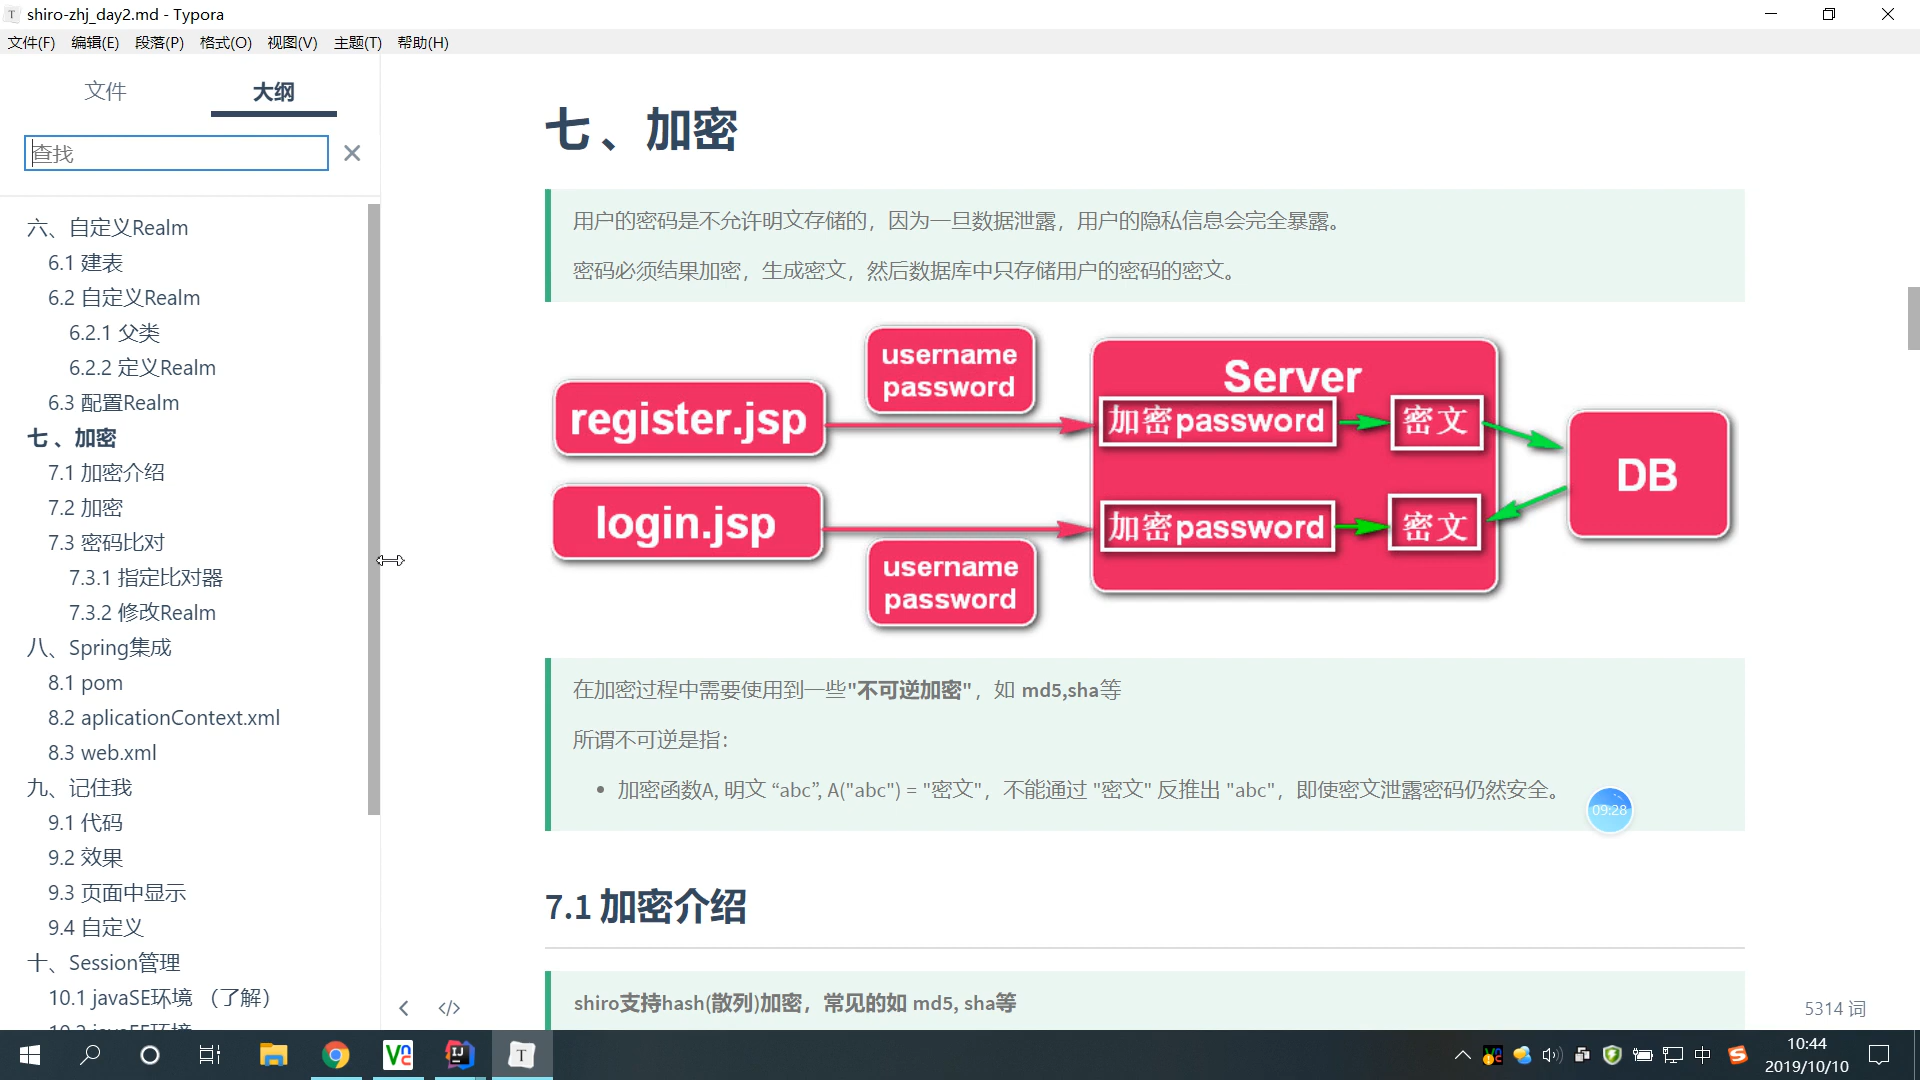 shiro-zhj_day2.md - Typora
文件(F) 编辑(E) 段落(P) 格式(O) 视图(V) 主题(T) 帮助(H)
文件 大纲
查找
六、自定义Realm
6.1 建表
6.2 自定义Realm
6.2.1 父类
6.2.2 定义Realm
6.3 配置Realm
七 、加密
7.1 加密介绍
7.2 加密
7.3 密码比对
7.3.1 指定比对器
7.3.2 修改Realm
八、Spring集成
8.1 pom
8.2 aplicationContext.xml
8.3 web.xml
九、记住我
9.1 代码
9.2 效果
9.3 页面中显示
9.4 自定义
十、Session管理
10.1 javaSE环境 （了解）
10.2 javaEE环境
七 、加密
用户的密码是不允许明文存储的，因为一旦数据泄露，用户的隐私信息会完全暴露。
密码必须结果加密，生成密文，然后数据库中只存储用户的密码的密文。
username
password
register.jsp
Server
加密password
密文
DB
login.jsp
加密password
密文
username
password
在加密过程中需要使用到一些"不可逆加密"，如 md5,sha等
所谓不可逆是指：
• 加密函数A, 明文 “abc”, A("abc") = "密文"，不能通过 "密文" 反推出 "abc"，即使密文泄露密码仍然安全。
09:28
7.1 加密介绍
shiro支持hash(散列)加密，常见的如 md5, sha等
5314 词
中
10:44
2019/10/10